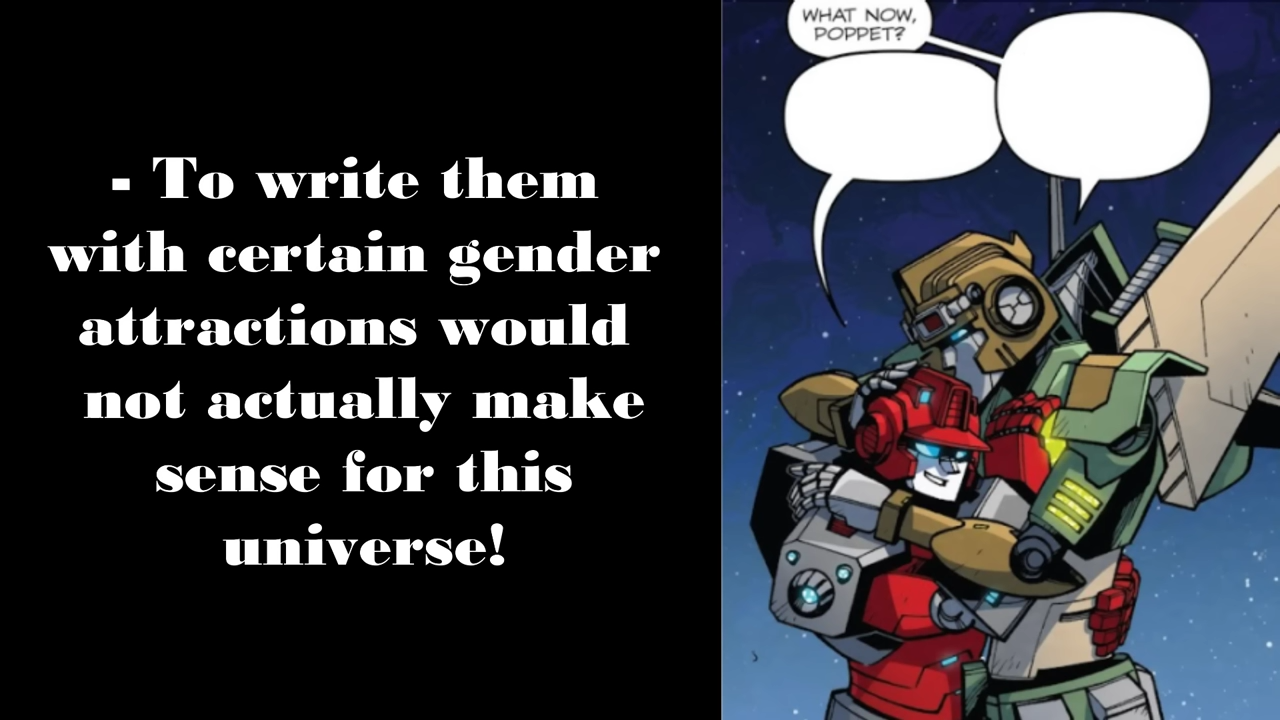 - To write them
with certain gender
attractions would
not actually make
sense for this
universe!
WHAT NOW,
POPPET?